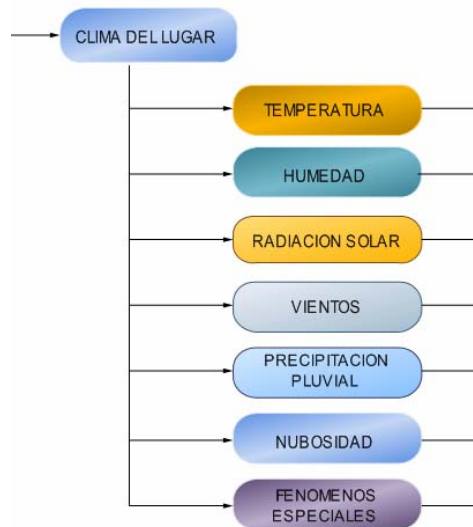 CLIMA DEL LUGAR
TEMPERATURA
HUMEDAD
RADIACION SOLAR
VIENTOS
PRECIPITACION
PLUVIAL
NUBOSIDAD
FENOMENOS
ESPECIALES